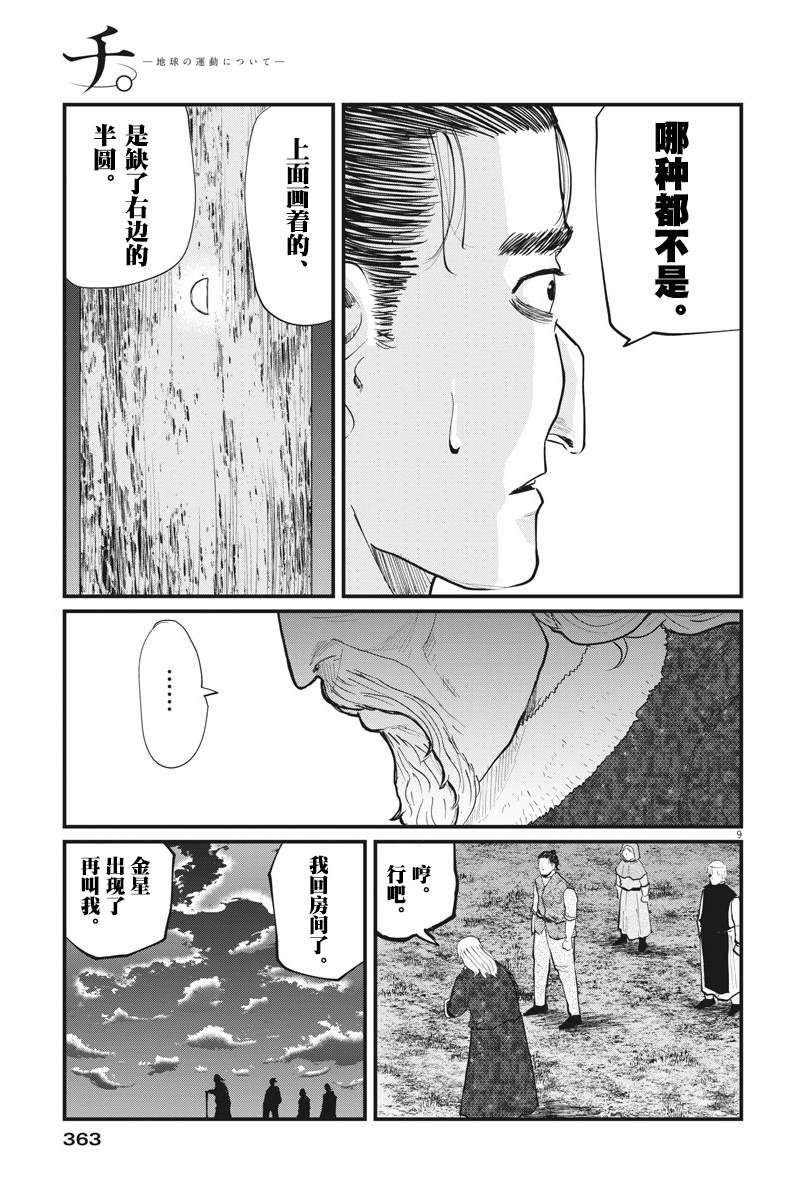 チ。
―地球の運動について―
哪种都不是。
上面画着的、
是缺了右边的
半圆。
……
9
哼。
行吧。
我回房间了。
金星
出现了
再叫我。
363